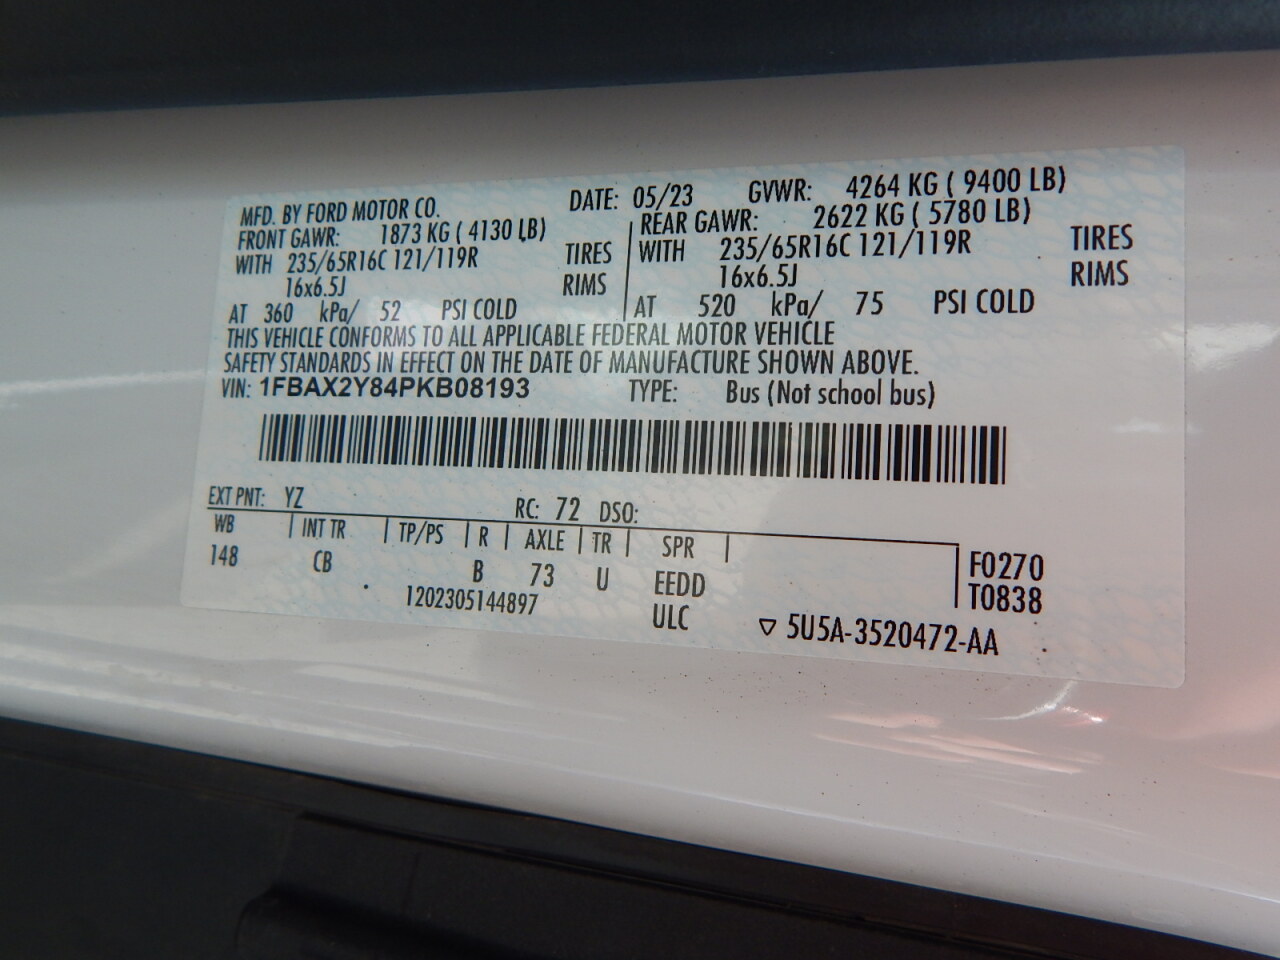 MFD. BY FORD MOTOR CO. DATE: 05/23 GVWR: 4264 KG ( 9400 LB)
FRONT GAWR: 1873 KG ( 4130 LB) REAR GAWR: 2622 KG ( 5780 LB)
WITH 235/65R16C 121/119R TIRES WITH 235/65R16C 121/119R TIRES
16x6.5J RIMS 16x6.5J RIMS
AT 360 kPa/ 52 PSI COLD AT 520 kPa/ 75 PSI COLD
THIS VEHICLE CONFORMS TO ALL APPLICABLE FEDERAL MOTOR VEHICLE
SAFETY STANDARDS IN EFFECT ON THE DATE OF MANUFACTURE SHOWN ABOVE.
VIN: 1FBAX2Y84PKB08193 TYPE: Bus (Not school bus)
EXT PNT: YZ RC: 72 DSO:
WB INT TR TP/PS R AXLE TR SPR
148 CB B 73 U EEDD F0270
1202305144897 ULC T0838
▽ 5U5A-3520472-AA